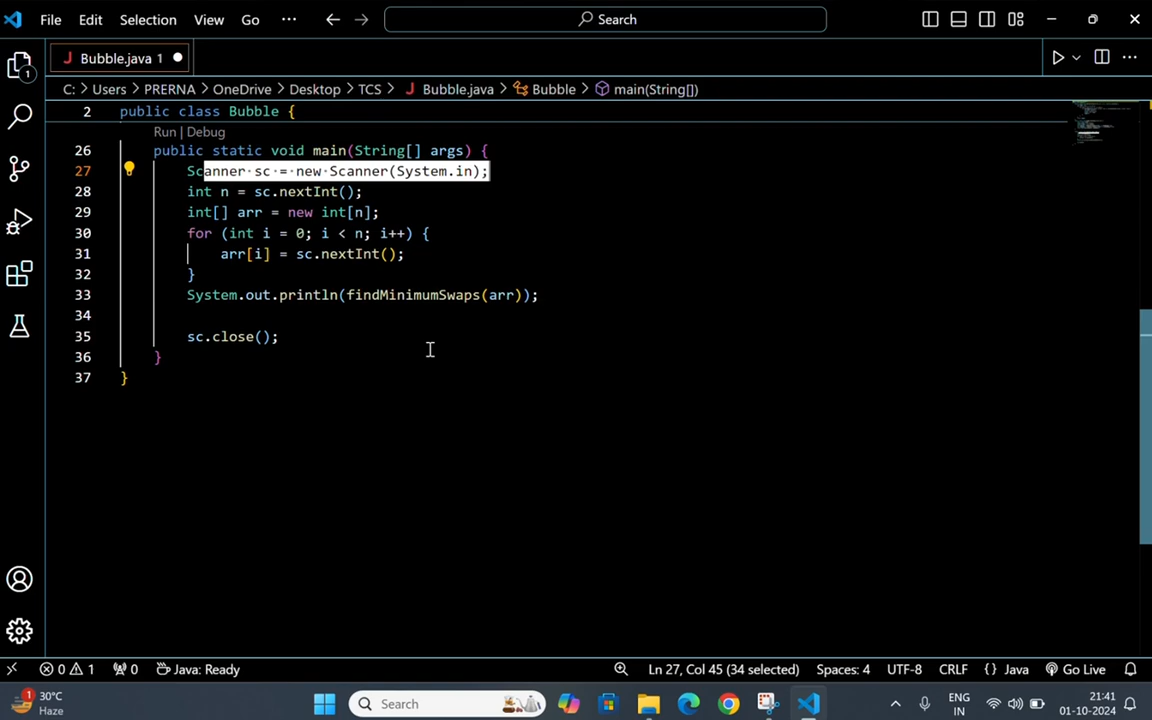 File Edit Selection View Go ··· Search
Bubble.java 1
1
C: > Users > PRERNA > OneDrive > Desktop > TCS > Bubble.java > Bubble > main(String[])
2 public class Bubble {
Run | Debug
26 public static void main(String[] args) {
27 Scanner sc = new Scanner(System.in);
28 int n = sc.nextInt();
29 int[] arr = new int[n];
30 for (int i = 0; i < n; i++) {
31 arr[i] = sc.nextInt();
32 }
33 System.out.println(findMinimumSwaps(arr));
34
35 sc.close();
36 }
37 }
0 1 0 Java: Ready Ln 27, Col 45 (34 selected) Spaces: 4 UTF-8 CRLF {} Java Go Live
1 30°C Haze Search ENG IN 21:41 01-10-2024